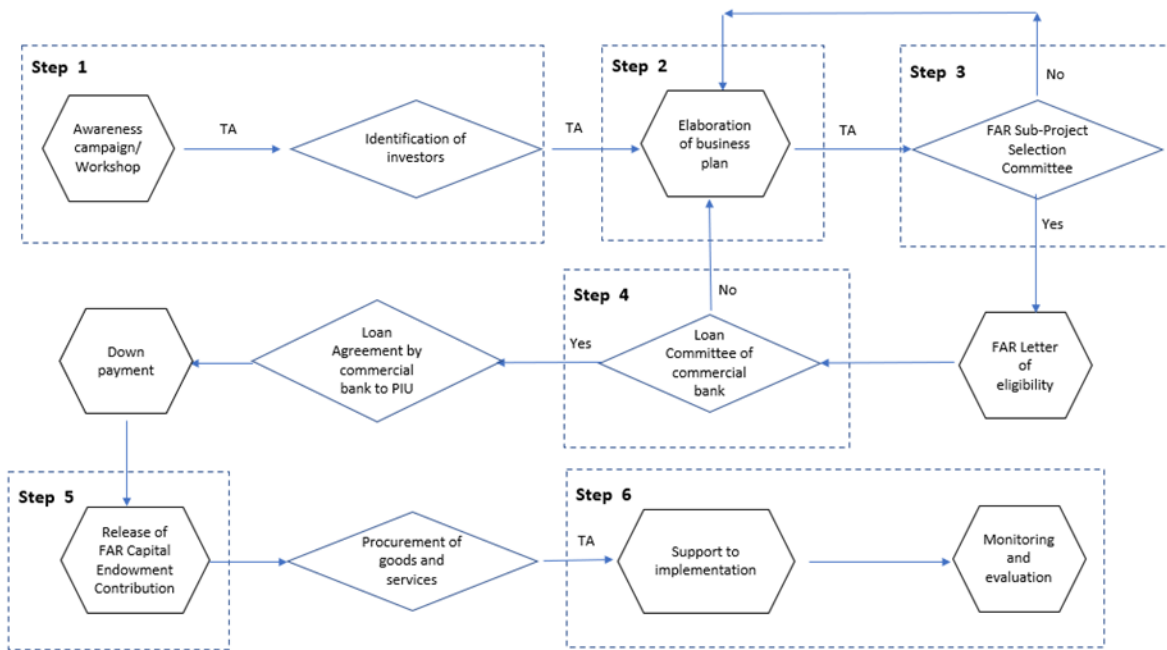 Step 1
Awareness
campaign/
Workshop
TA
Identification of
investors
TA
Step 2
Elaboration
of business
plan
TA
Step 3
No
FAR Sub-Project
Selection
Committee
Yes
FAR Letter
of
eligibility
Step 4
No
Loan
Committee of
commercial
bank
Yes
Loan
Agreement by
commercial
bank to PIU
Down
payment
Step 5
Release of
FAR Capital
Endowment
Contribution
Procurement of
goods and
services
TA
Step 6
Support to
implementation
Monitoring
and
evaluation